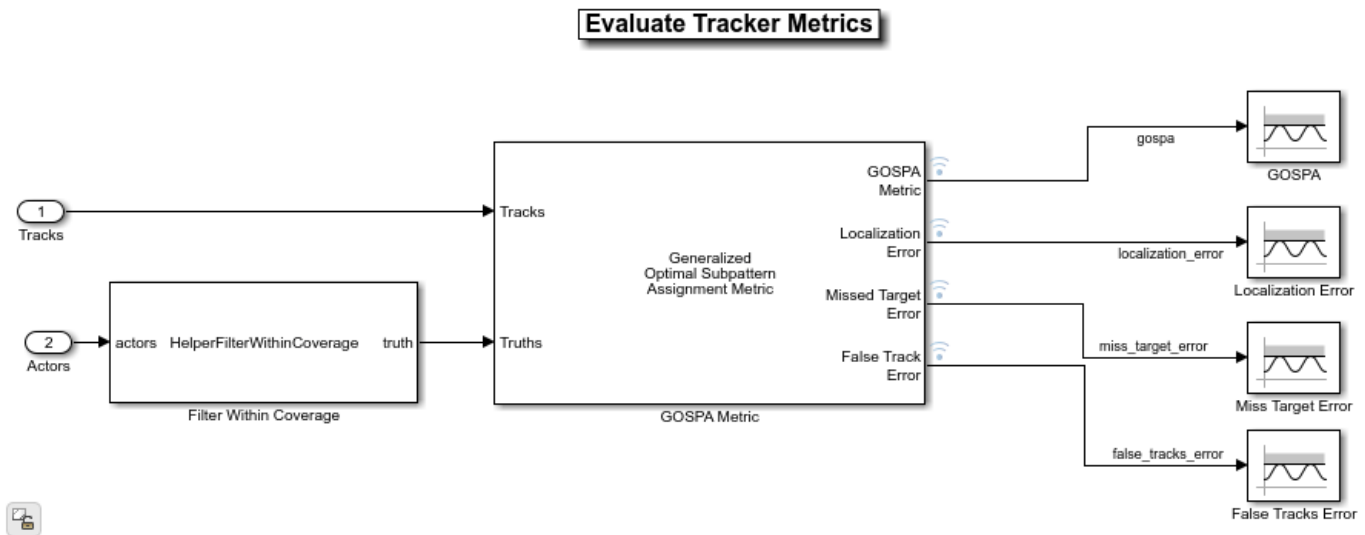 Evaluate Tracker Metrics
1
Tracks
2
Actors
actors
HelperFilterWithinCoverage
truth
Filter Within Coverage
Tracks
Truths
Generalized
Optimal Subpattern
Assignment Metric
GOSPA
Metric
Localization
Error
Missed Target
Error
False Track
Error
GOSPA Metric
gospa
GOSPA
localization_error
Localization Error
miss_target_error
Miss Target Error
false_tracks_error
False Tracks Error